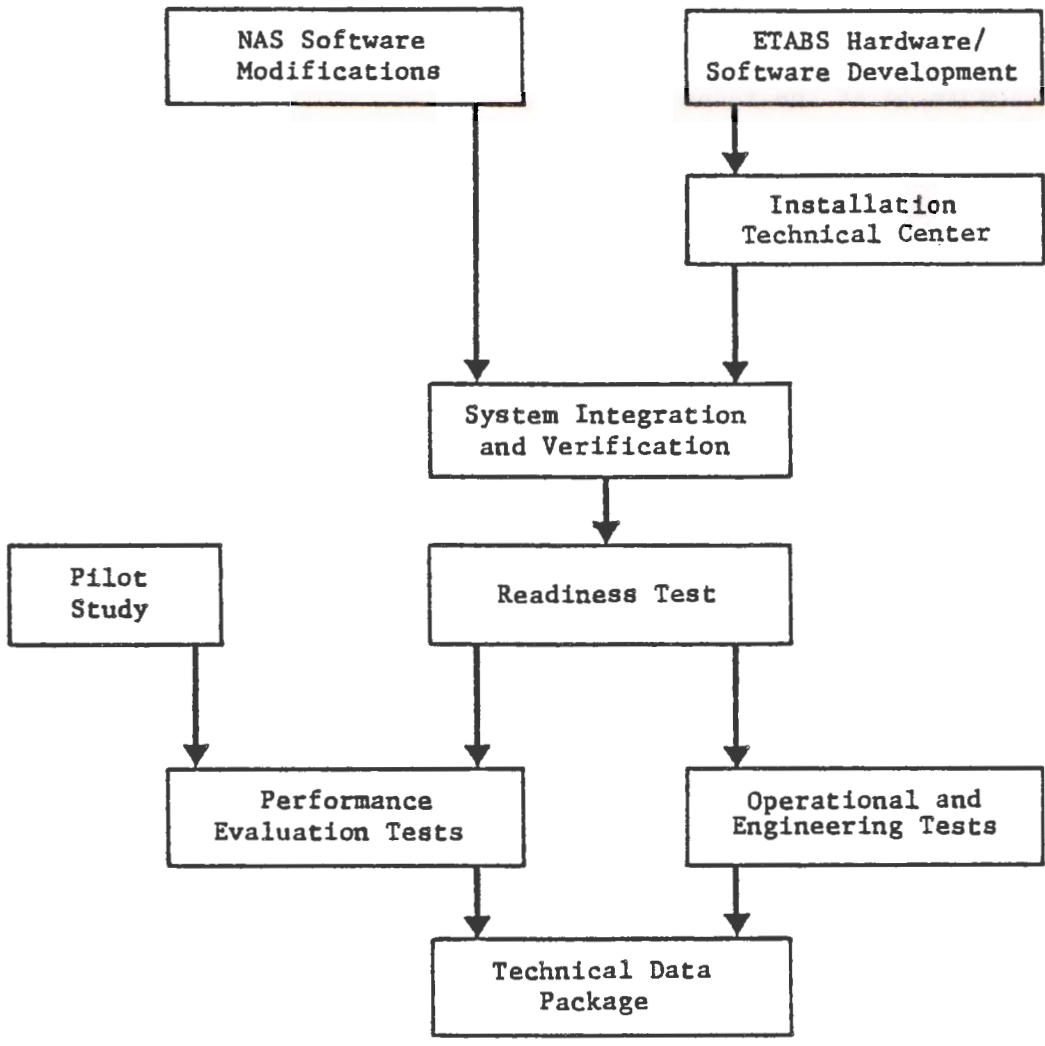 NAS Software
Modifications
ETABS Hardware/
Software Development
Installation
Technical Center
System Integration
and Verification
Pilot
Study
Readiness Test
Performance
Evaluation Tests
Operational and
Engineering Tests
Technical Data
Package